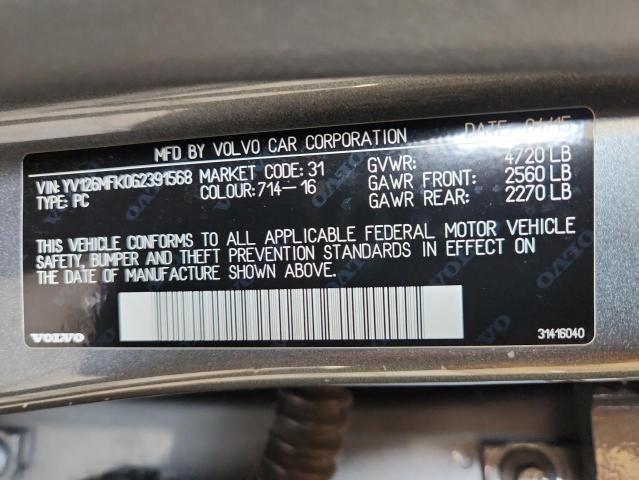 MFD BY VOLVO CAR CORPORATION DATE: 04/15
VIN: YV126MFK0G2391568 MARKET CODE: 31 GVWR: 4720 LB
TYPE: PC COLOUR: 714-16 GAWR FRONT: 2560 LB
GAWR REAR: 2270 LB
THIS VEHICLE CONFORMS TO ALL APPLICABLE FEDERAL MOTOR VEHICLE
SAFETY, BUMPER AND THEFT PREVENTION STANDARDS IN EFFECT ON
THE DATE OF MANUFACTURE SHOWN ABOVE.
VOLVO 31416040